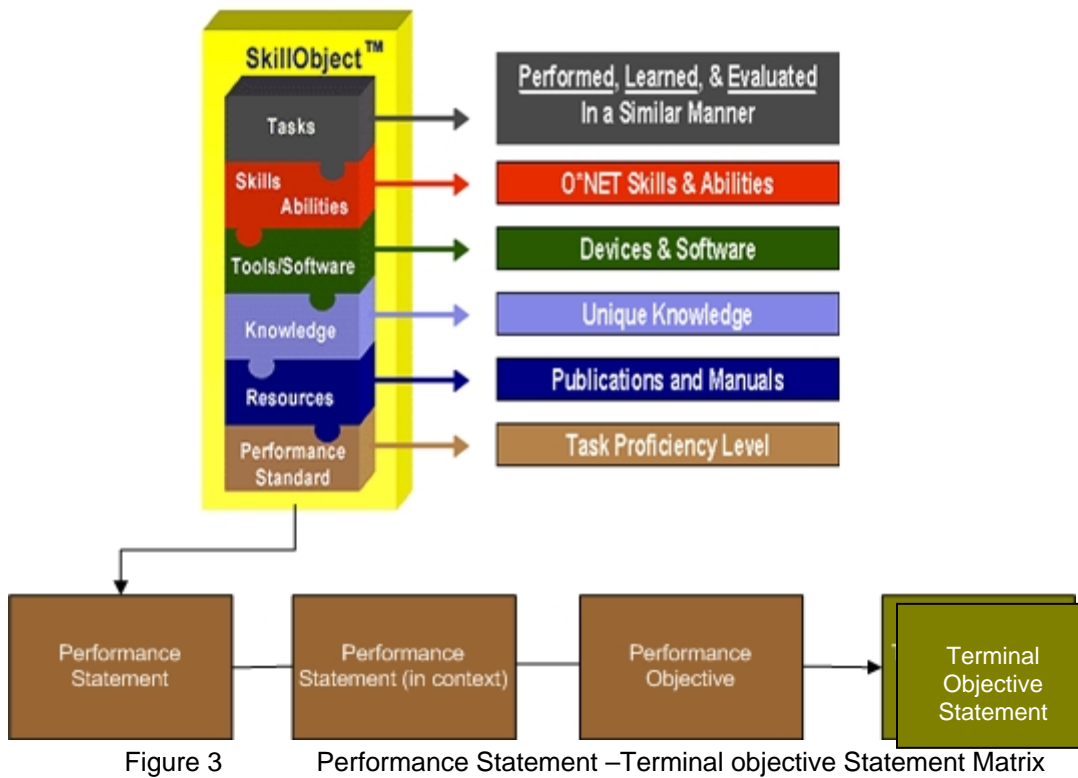 SkillObject™
Tasks
Performed, Learned, & Evaluated
In a Similar Manner
Skills
Abilities
O*NET Skills & Abilities
Tools/Software
Devices & Software
Knowledge
Unique Knowledge
Resources
Publications and Manuals
Performance
Standard
Task Proficiency Level
Performance
Statement
Performance
Statement (in context)
Performance
Objective
Terminal
Objective
Statement
Figure 3 Performance Statement –Terminal objective Statement Matrix